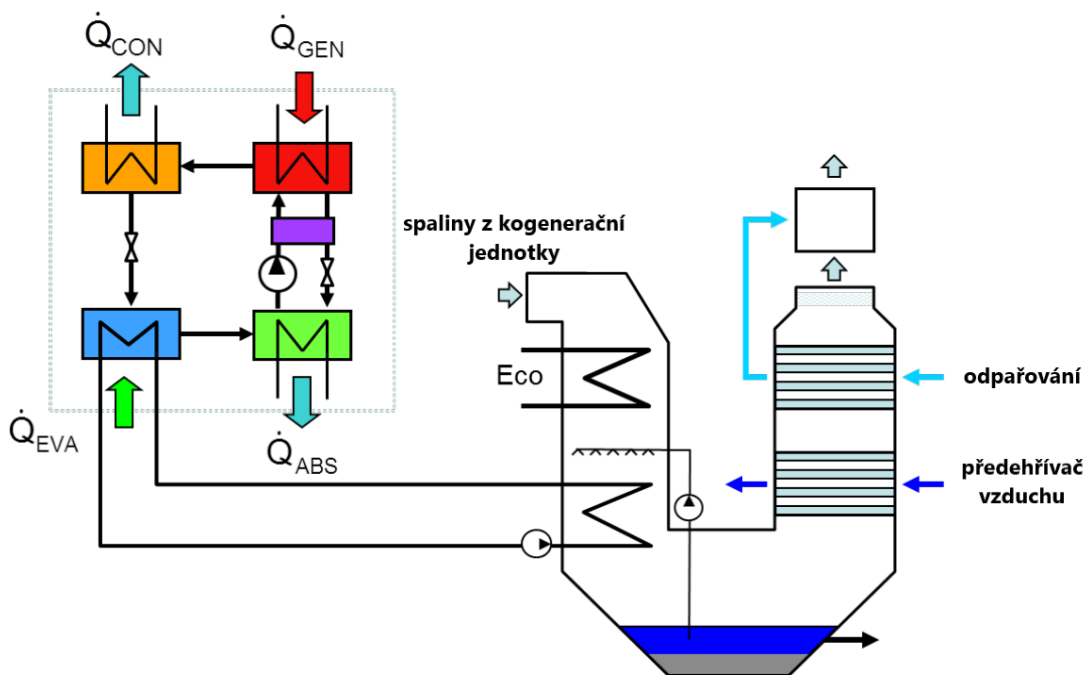 Q̇CON
Q̇GEN
spaliny z kogenerační
jednotky
Eco
odpařování
předehřívač
vzduchu
Q̇EVA
Q̇ABS